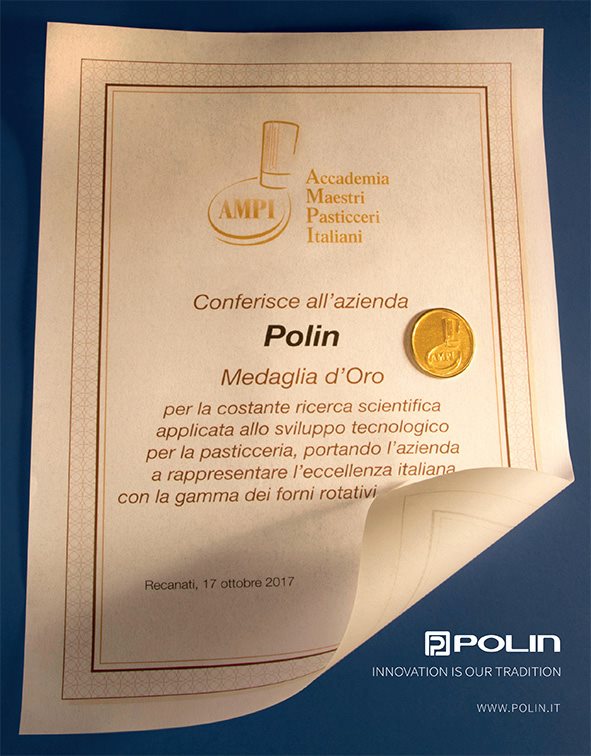 AMPI
Accademia
Maestri
Pasticceri
Italiani
Conferisce all'azienda
Polin
Medaglia d'Oro
AMPI
per la costante ricerca scientifica
applicata allo sviluppo tecnologico
per la pasticceria, portando l'azienda
a rappresentare l'eccellenza italiana
con la gamma dei forni rotativi
Recanati, 17 ottobre 2017
POLIN
INNOVATION IS OUR TRADITION
WWW.POLIN.IT